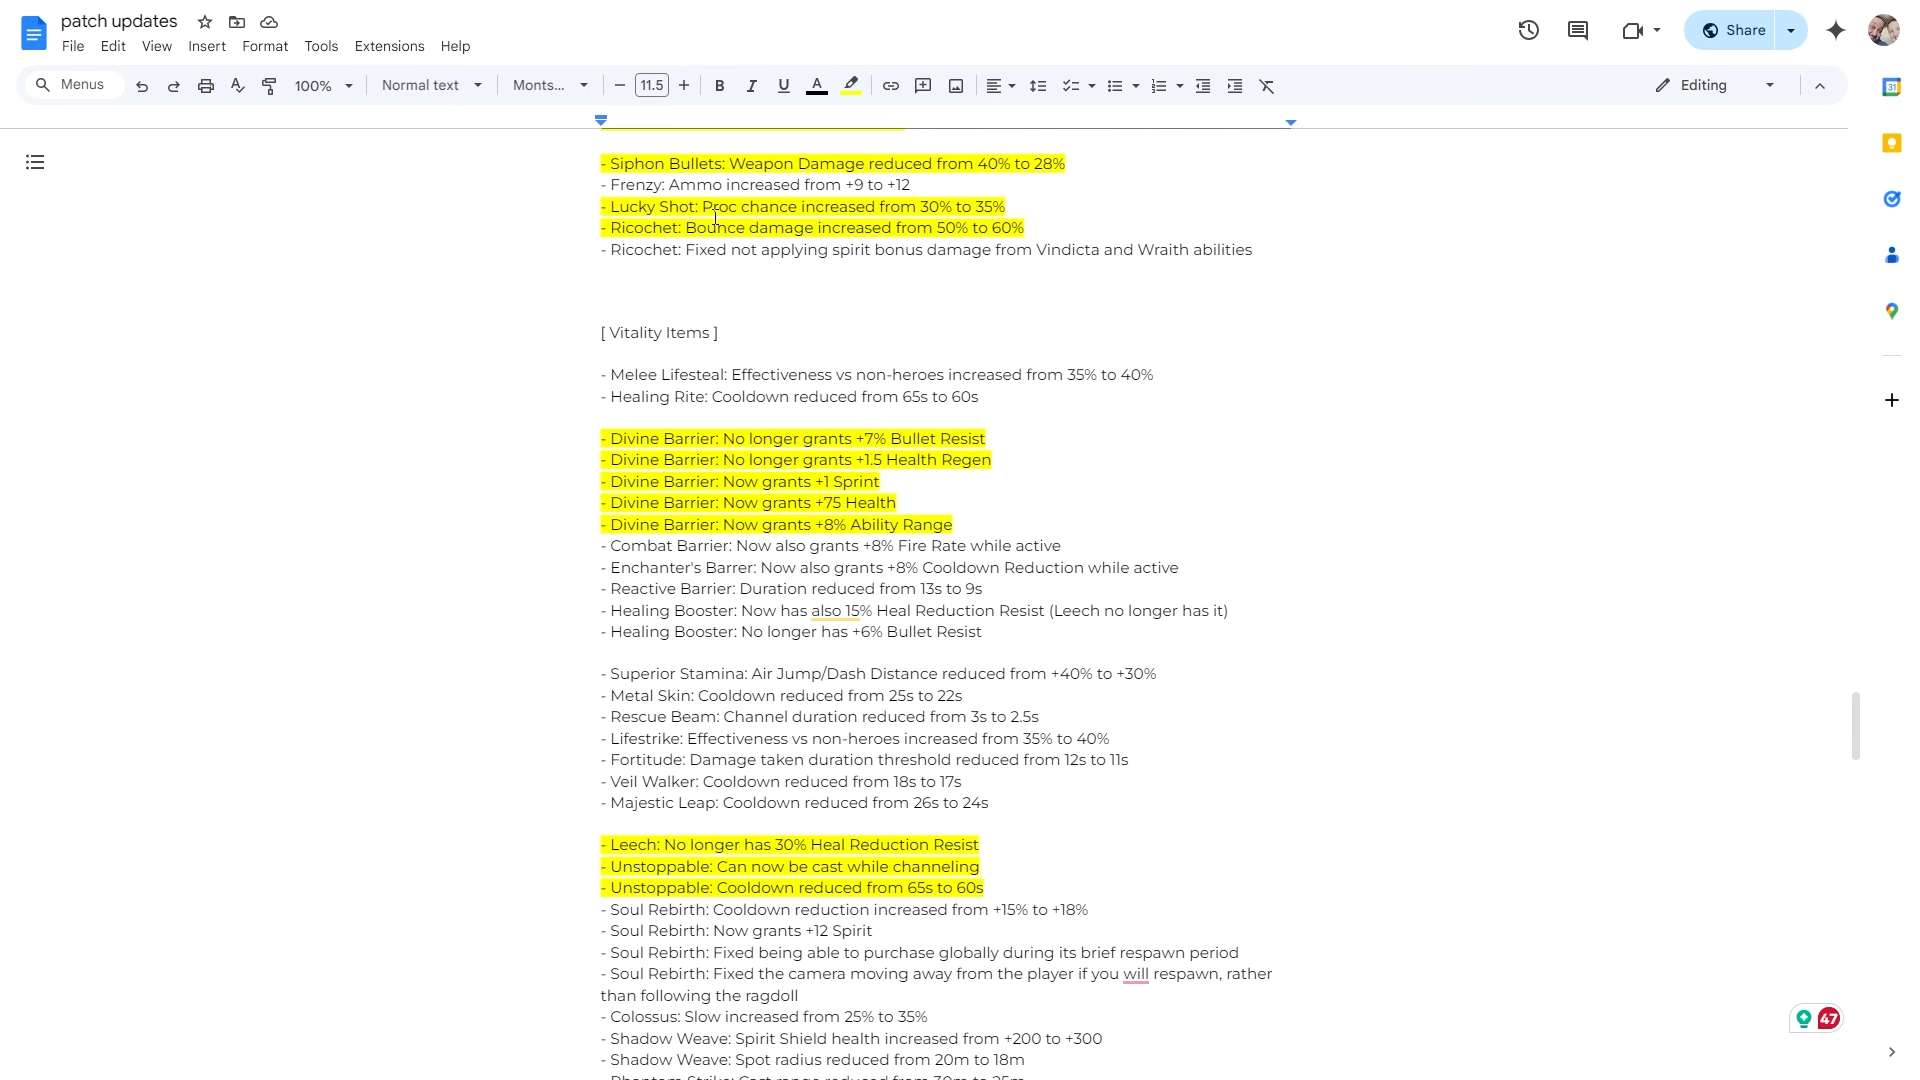 patch updates
File Edit View Insert Format Tools Extensions Help
Share
Menus 100% Normal text Monts... 11.5 B I U A Editing
31
- Siphon Bullets: Weapon Damage reduced from 40% to 28%
- Frenzy: Ammo increased from +9 to +12
- Lucky Shot: Proc chance increased from 30% to 35%
- Ricochet: Bounce damage increased from 50% to 60%
- Ricochet: Fixed not applying spirit bonus damage from Vindicta and Wraith abilities
[ Vitality Items ]
- Melee Lifesteal: Effectiveness vs non-heroes increased from 35% to 40%
- Healing Rite: Cooldown reduced from 65s to 60s
- Divine Barrier: No longer grants +7% Bullet Resist
- Divine Barrier: No longer grants +1.5 Health Regen
- Divine Barrier: Now grants +1 Sprint
- Divine Barrier: Now grants +75 Health
- Divine Barrier: Now grants +8% Ability Range
- Combat Barrier: Now also grants +8% Fire Rate while active
- Enchanter's Barrer: Now also grants +8% Cooldown Reduction while active
- Reactive Barrier: Duration reduced from 13s to 9s
- Healing Booster: Now has also 15% Heal Reduction Resist (Leech no longer has it)
- Healing Booster: No longer has +6% Bullet Resist
- Superior Stamina: Air Jump/Dash Distance reduced from +40% to +30%
- Metal Skin: Cooldown reduced from 25s to 22s
- Rescue Beam: Channel duration reduced from 3s to 2.5s
- Lifestrike: Effectiveness vs non-heroes increased from 35% to 40%
- Fortitude: Damage taken duration threshold reduced from 12s to 11s
- Veil Walker: Cooldown reduced from 18s to 17s
- Majestic Leap: Cooldown reduced from 26s to 24s
- Leech: No longer has 30% Heal Reduction Resist
- Unstoppable: Can now be cast while channeling
- Unstoppable: Cooldown reduced from 65s to 60s
- Soul Rebirth: Cooldown reduction increased from +15% to +18%
- Soul Rebirth: Now grants +12 Spirit
- Soul Rebirth: Fixed being able to purchase globally during its brief respawn period
- Soul Rebirth: Fixed the camera moving away from the player if you will respawn, rather
than following the ragdoll
- Colossus: Slow increased from 25% to 35%
- Shadow Weave: Spirit Shield health increased from +200 to +300
- Shadow Weave: Spot radius reduced from 20m to 18m
- Phantom Strike: Cast range reduced from 30m to 25m
47